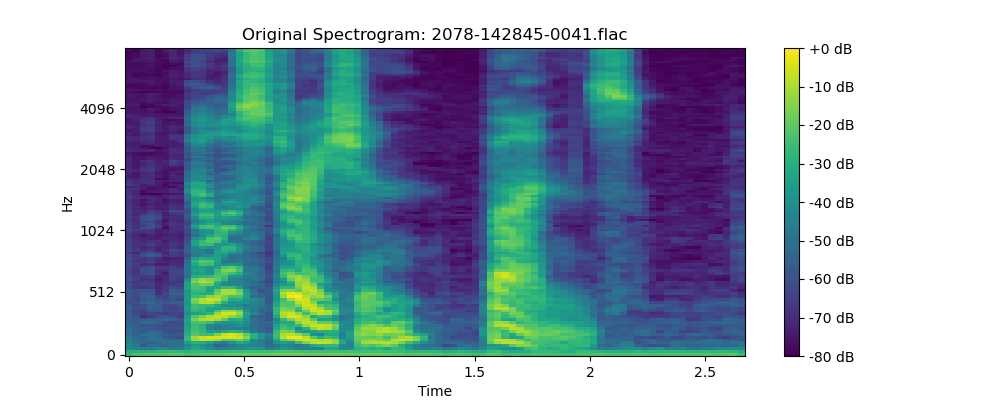 Original Spectrogram: 2078-142845-0041.flac
Hz
4096
2048
1024
512
0
0
0.5
1
1.5
2
2.5
Time
+0 dB
-10 dB
-20 dB
-30 dB
-40 dB
-50 dB
-60 dB
-70 dB
-80 dB